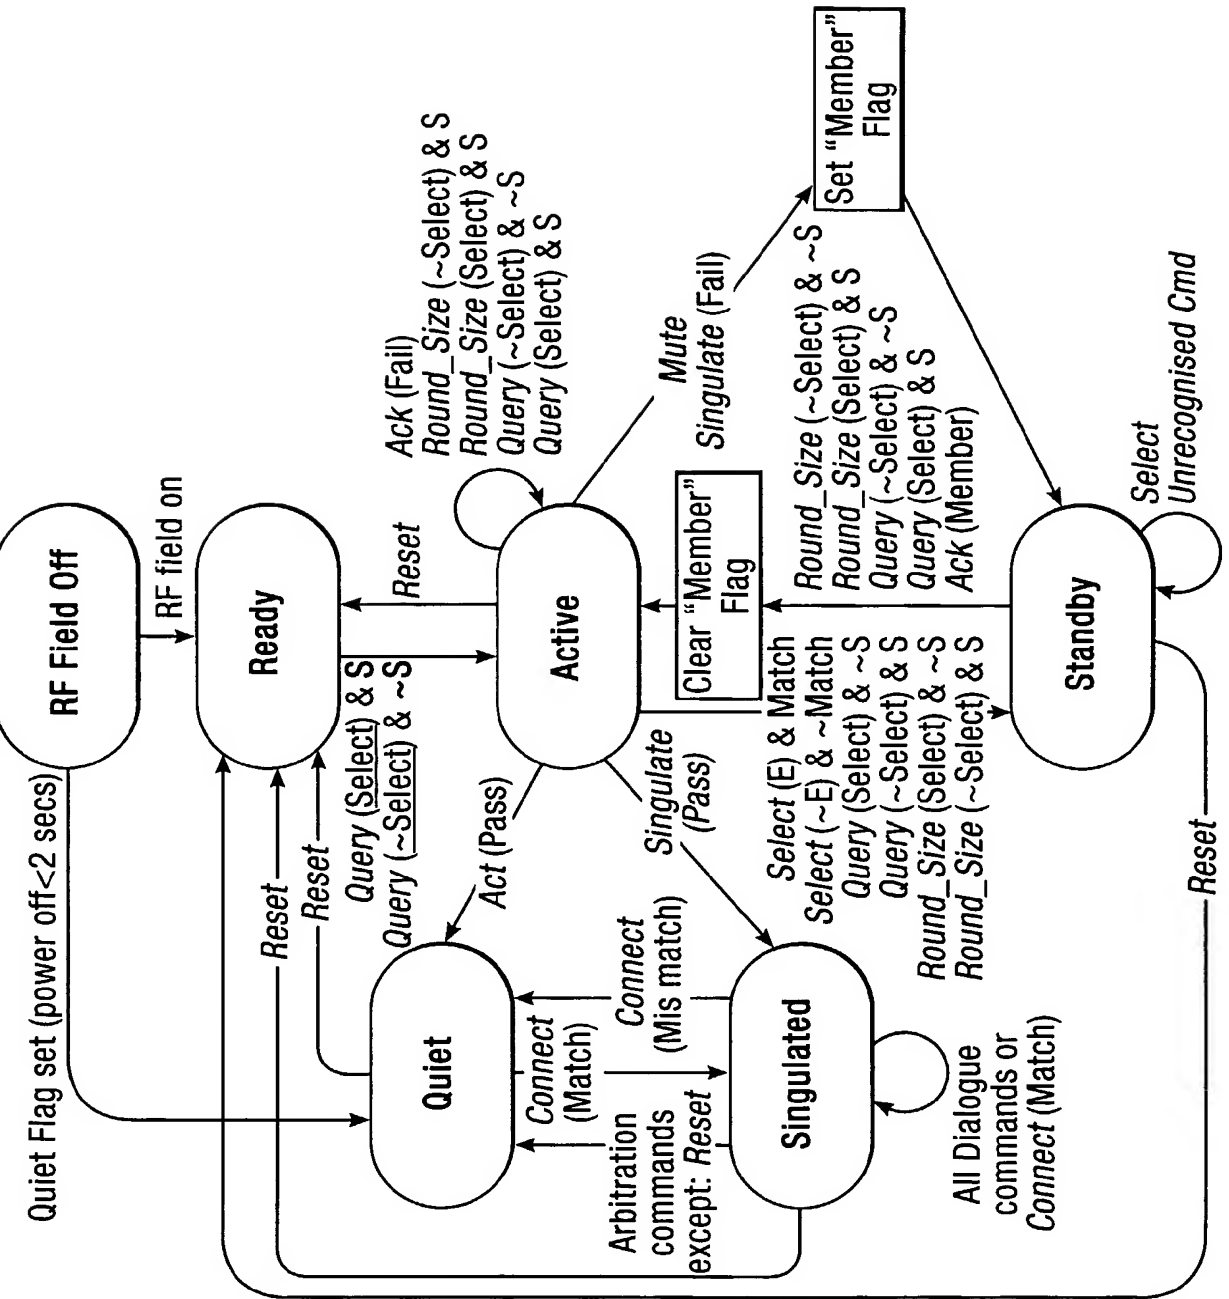 RF Field Off
Quiet Flag set (power off<2 secs)
RF field on
Ready
Reset
Reset
Reset
Query (Select) & S
Query (~Select) & ~S
Ack (Fail)
Round_Size (~Select) & S
Round_Size (Select) & S
Query (~Select) & ~S
Query (Select) & S
Active
Act (Pass)
Singulate
(Pass)
Mute
Singulate (Fail)
Set “Member”
Flag
Clear “Member”
Flag
Quiet
Connect
(Match)
Connect
(Mis match)
Arbitration
commands
except: Reset
Singulated
All Dialogue
commands or
Connect (Match)
Select (E) & Match
Select (~E) & ~Match
Query (Select) & ~S
Query (~Select) & S
Round_Size (Select) & ~S
Round_Size (~Select) & S
Round_Size (~Select) & ~S
Round_Size (Select) & S
Query (~Select) & ~S
Query (Select) & S
Ack (Member)
Standby
Select
Unrecognised Cmd
Reset